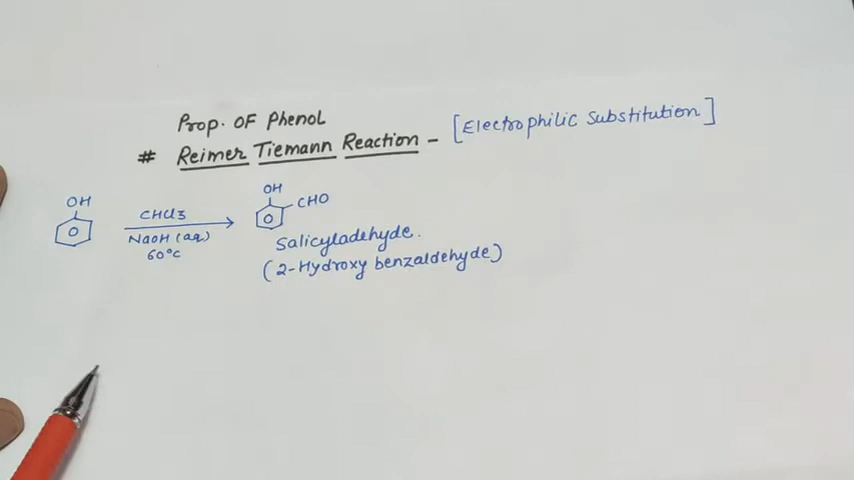 Prop. OF Phenol
# Reimer Tiemann Reaction - [Electrophilic Substitution]
OH
CHCl3
NaOH (aq)
60°C
OH
CHO
Salicyladehyde.
(2-Hydroxy benzaldehyde)